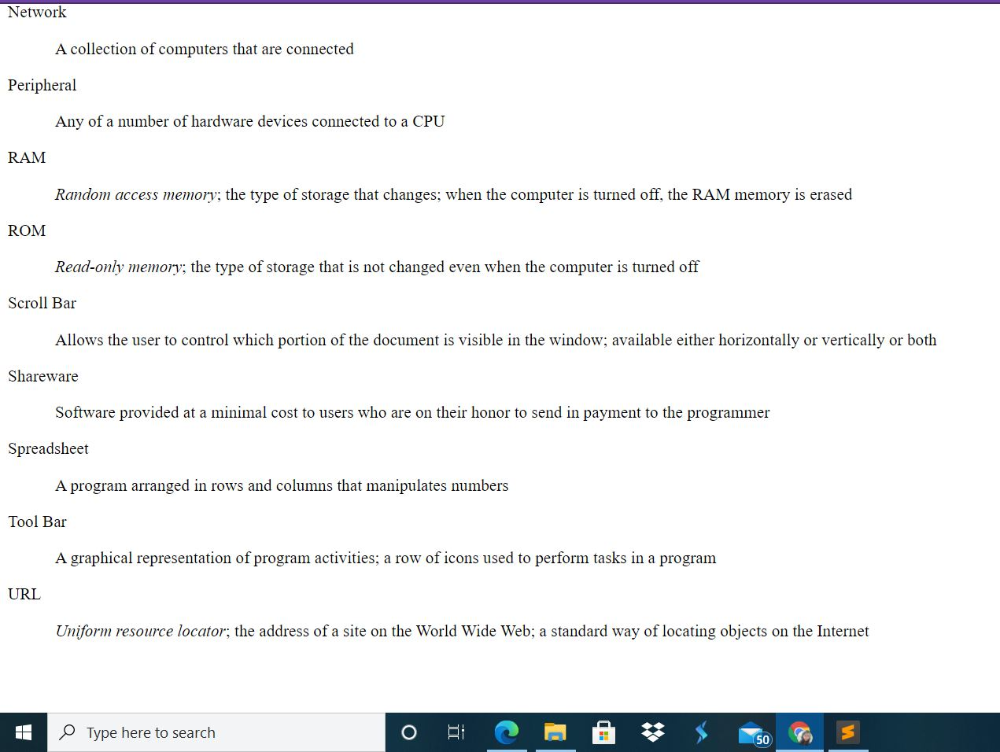 Network
A collection of computers that are connected
Peripheral
Any of a number of hardware devices connected to a CPU
RAM
Random access memory; the type of storage that changes; when the computer is turned off, the RAM memory is erased
ROM
Read-only memory; the type of storage that is not changed even when the computer is turned off
Scroll Bar
Allows the user to control which portion of the document is visible in the window; available either horizontally or vertically or both
Shareware
Software provided at a minimal cost to users who are on their honor to send in payment to the programmer
Spreadsheet
A program arranged in rows and columns that manipulates numbers
Tool Bar
A graphical representation of program activities; a row of icons used to perform tasks in a program
URL
Uniform resource locator; the address of a site on the World Wide Web; a standard way of locating objects on the Internet
Type here to search
50